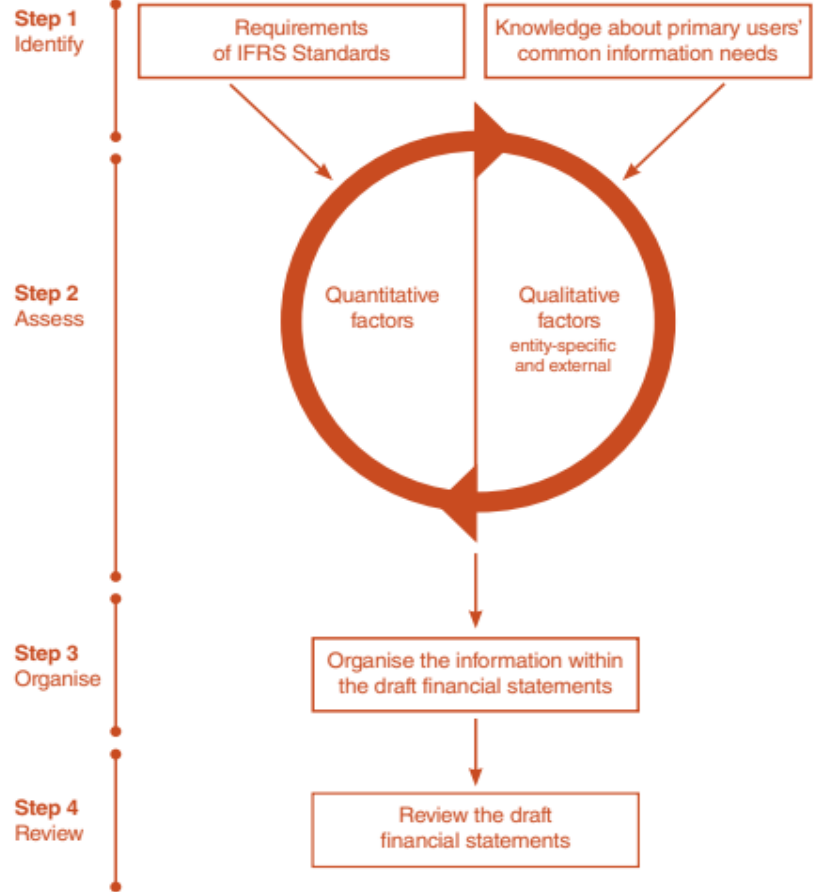 Step 1
Identify
Requirements
of IFRS Standards
Knowledge about primary users'
common information needs
Step 2
Assess
Quantitative
factors
Qualitative
factors
entity-specific
and external
Step 3
Organise
Organise the information within
the draft financial statements
Step 4
Review
Review the draft
financial statements